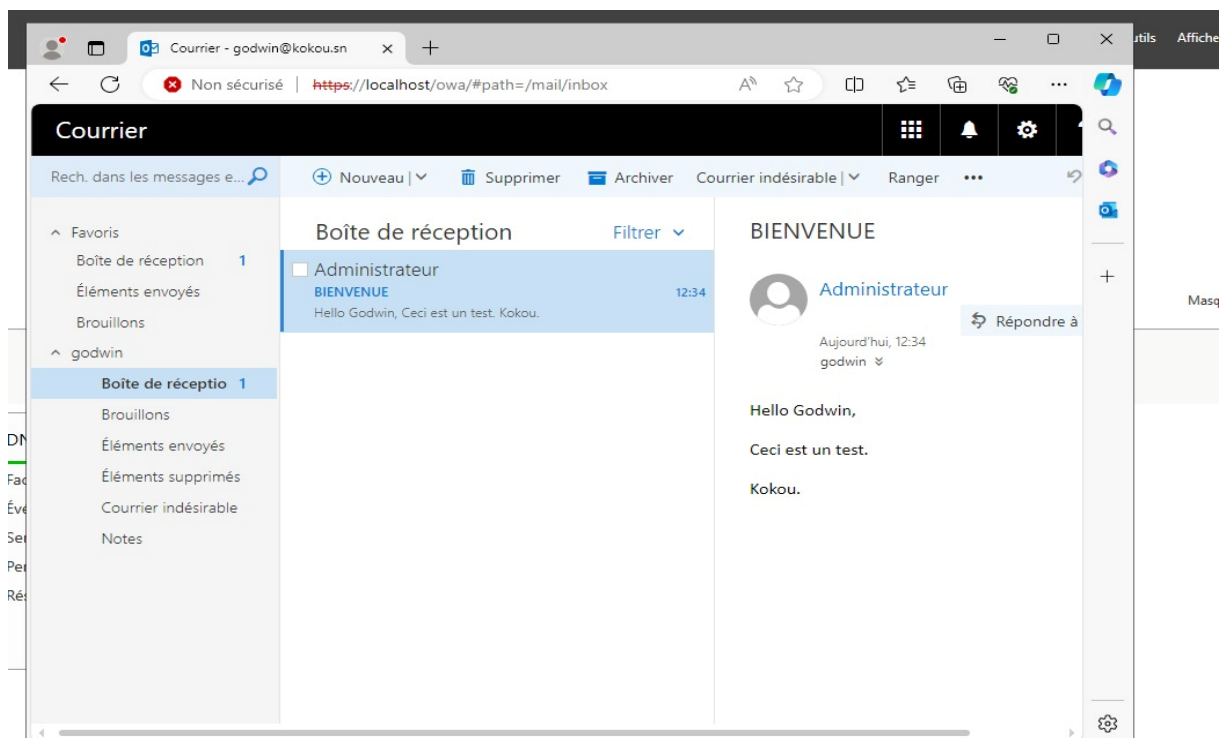 Courrier - godwin@kokou.sn
utils Affiche
Non sécurisé https://localhost/owa/#path=/mail/inbox
Courrier
Rech. dans les messages e...
Nouveau | Supprimer Archiver Courrier indésirable | Ranger ...
Favoris
Boîte de réception 1
Éléments envoyés
Brouillons
godwin
Boîte de réceptio 1
Brouillons
Éléments envoyés
Éléments supprimés
Courrier indésirable
Notes
Boîte de réception Filtrer
Administrateur
BIENVENUE 12:34
Hello Godwin, Ceci est un test. Kokou.
BIENVENUE
Administrateur
Répondre à
Aujourd'hui, 12:34
godwin
Hello Godwin,
Ceci est un test.
Kokou.
Masq
DN
Fac
Éve
Ser
Per
Rés